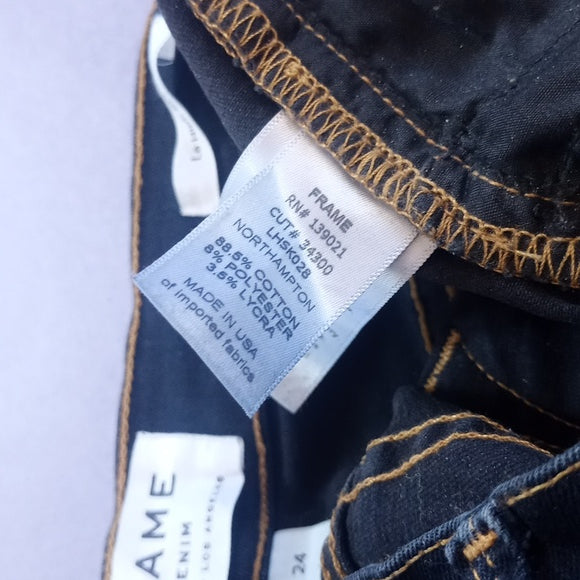 FRAME
RN# 139021
CUT# 34300
LHSK028
NORTHAMPTON
88.5% COTTON
8% POLYESTER
3.5% LYCRA
MADE IN USA
of imported fabrics
AME
ENIM
LOS ANGELES
24